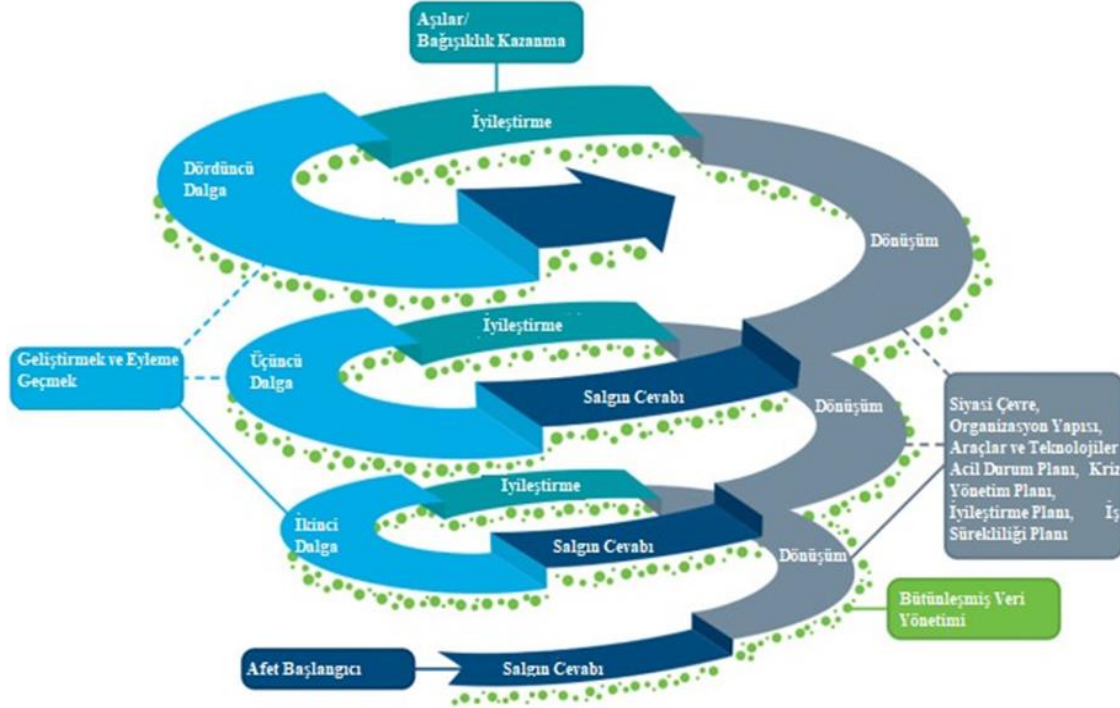 Aşılar/
Bağışıklık Kazanma
İyileştirme
Dördüncü
Dalga
Dönüşüm
Geliştirmek ve Eyleme
Geçmek
İyileştirme
Üçüncü
Dalga
Salgın Cevabı
Dönüşüm
Siyasi Çevre,
Organizasyon Yapısı,
Araçlar ve Teknolojiler
Acil Durum Planı, Kriz
Yönetim Planı,
İyileştirme Planı, İş
Sürekliliği Planı
İyileştirme
İkinci
Dalga
Salgın Cevabı
Dönüşüm
Bütünleşmiş Veri
Yönetimi
Afet Başlangıcı
Salgın Cevabı